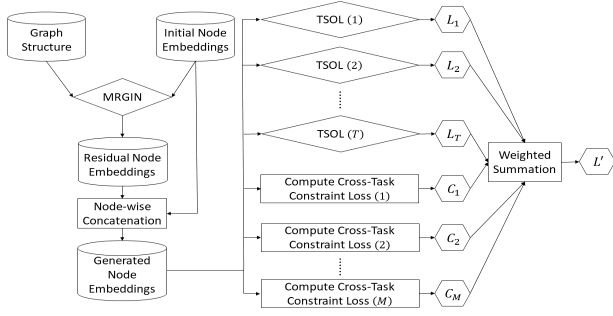 Graph
Structure
Initial Node
Embeddings
MRGIN
Residual Node
Embeddings
Node-wise
Concatenation
Generated
Node
Embeddings
TSOL (1)
L₁
TSOL (2)
L₂
TSOL (T)
L_T
Compute Cross-Task
Constraint Loss (1)
C₁
Compute Cross-Task
Constraint Loss (2)
C₂
Compute Cross-Task
Constraint Loss (M)
C_M
Weighted
Summation
L′